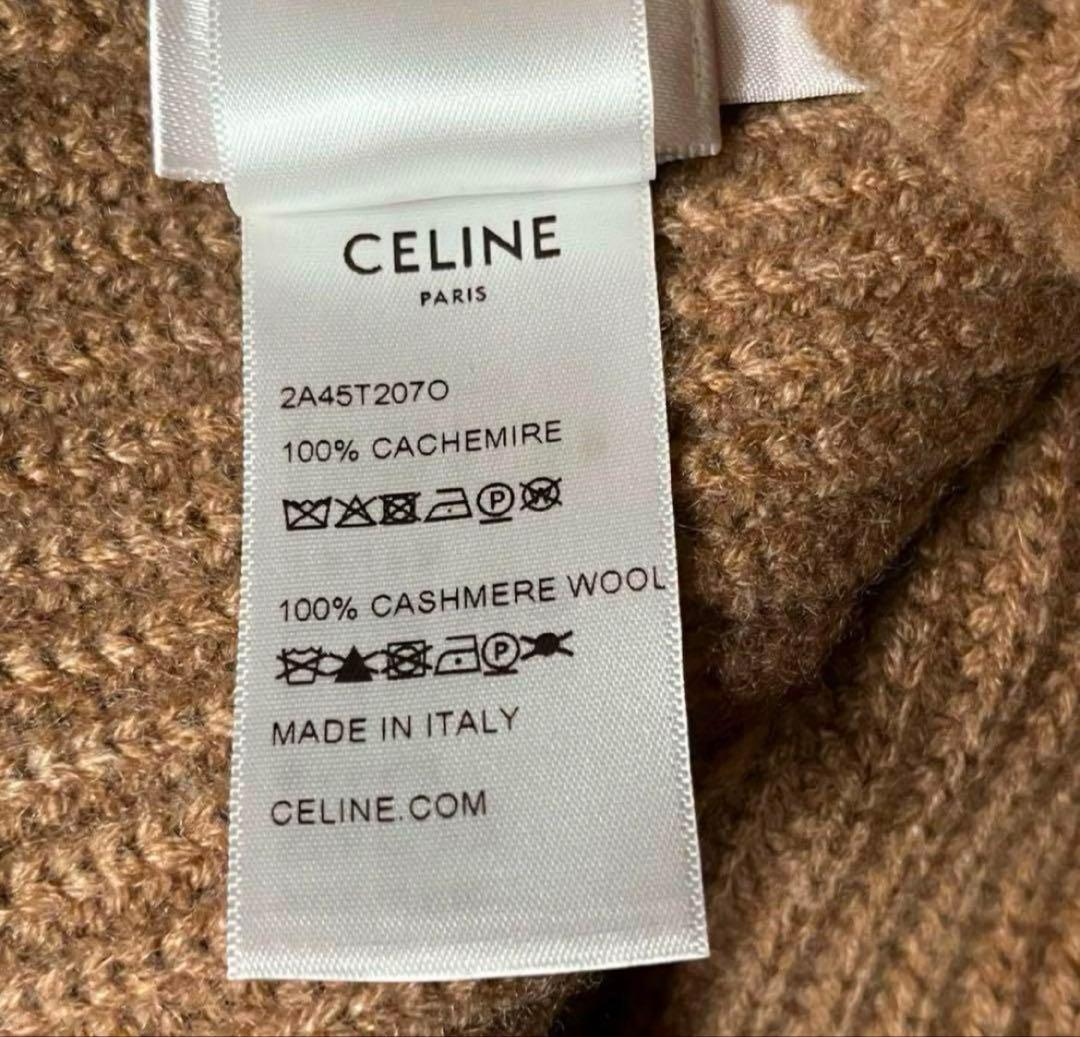 CELINE
PARIS
2A45T207O
100% CACHEMIRE
P W
100% CASHMERE WOOL
P
MADE IN ITALY
CELINE.COM